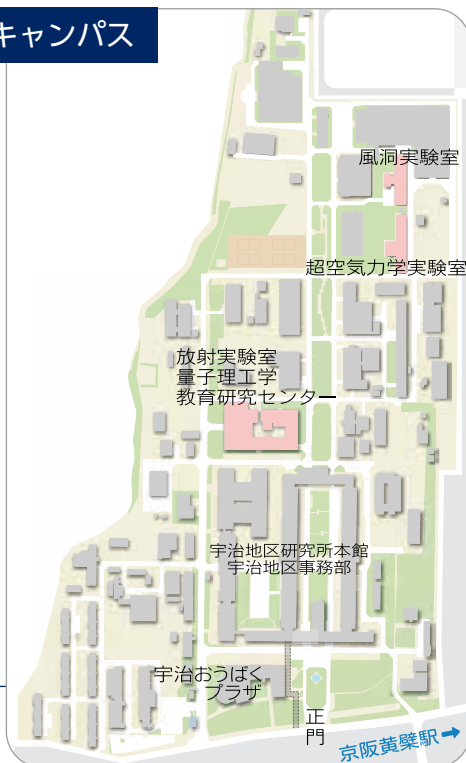 キャンパス
風洞実験室
超空気力学実験室
放射実験室
量子理工学
教育研究センター
宇治地区研究所本館
宇治地区事務部
宇治おうばく
プラザ
正
門
京阪黄檗駅→